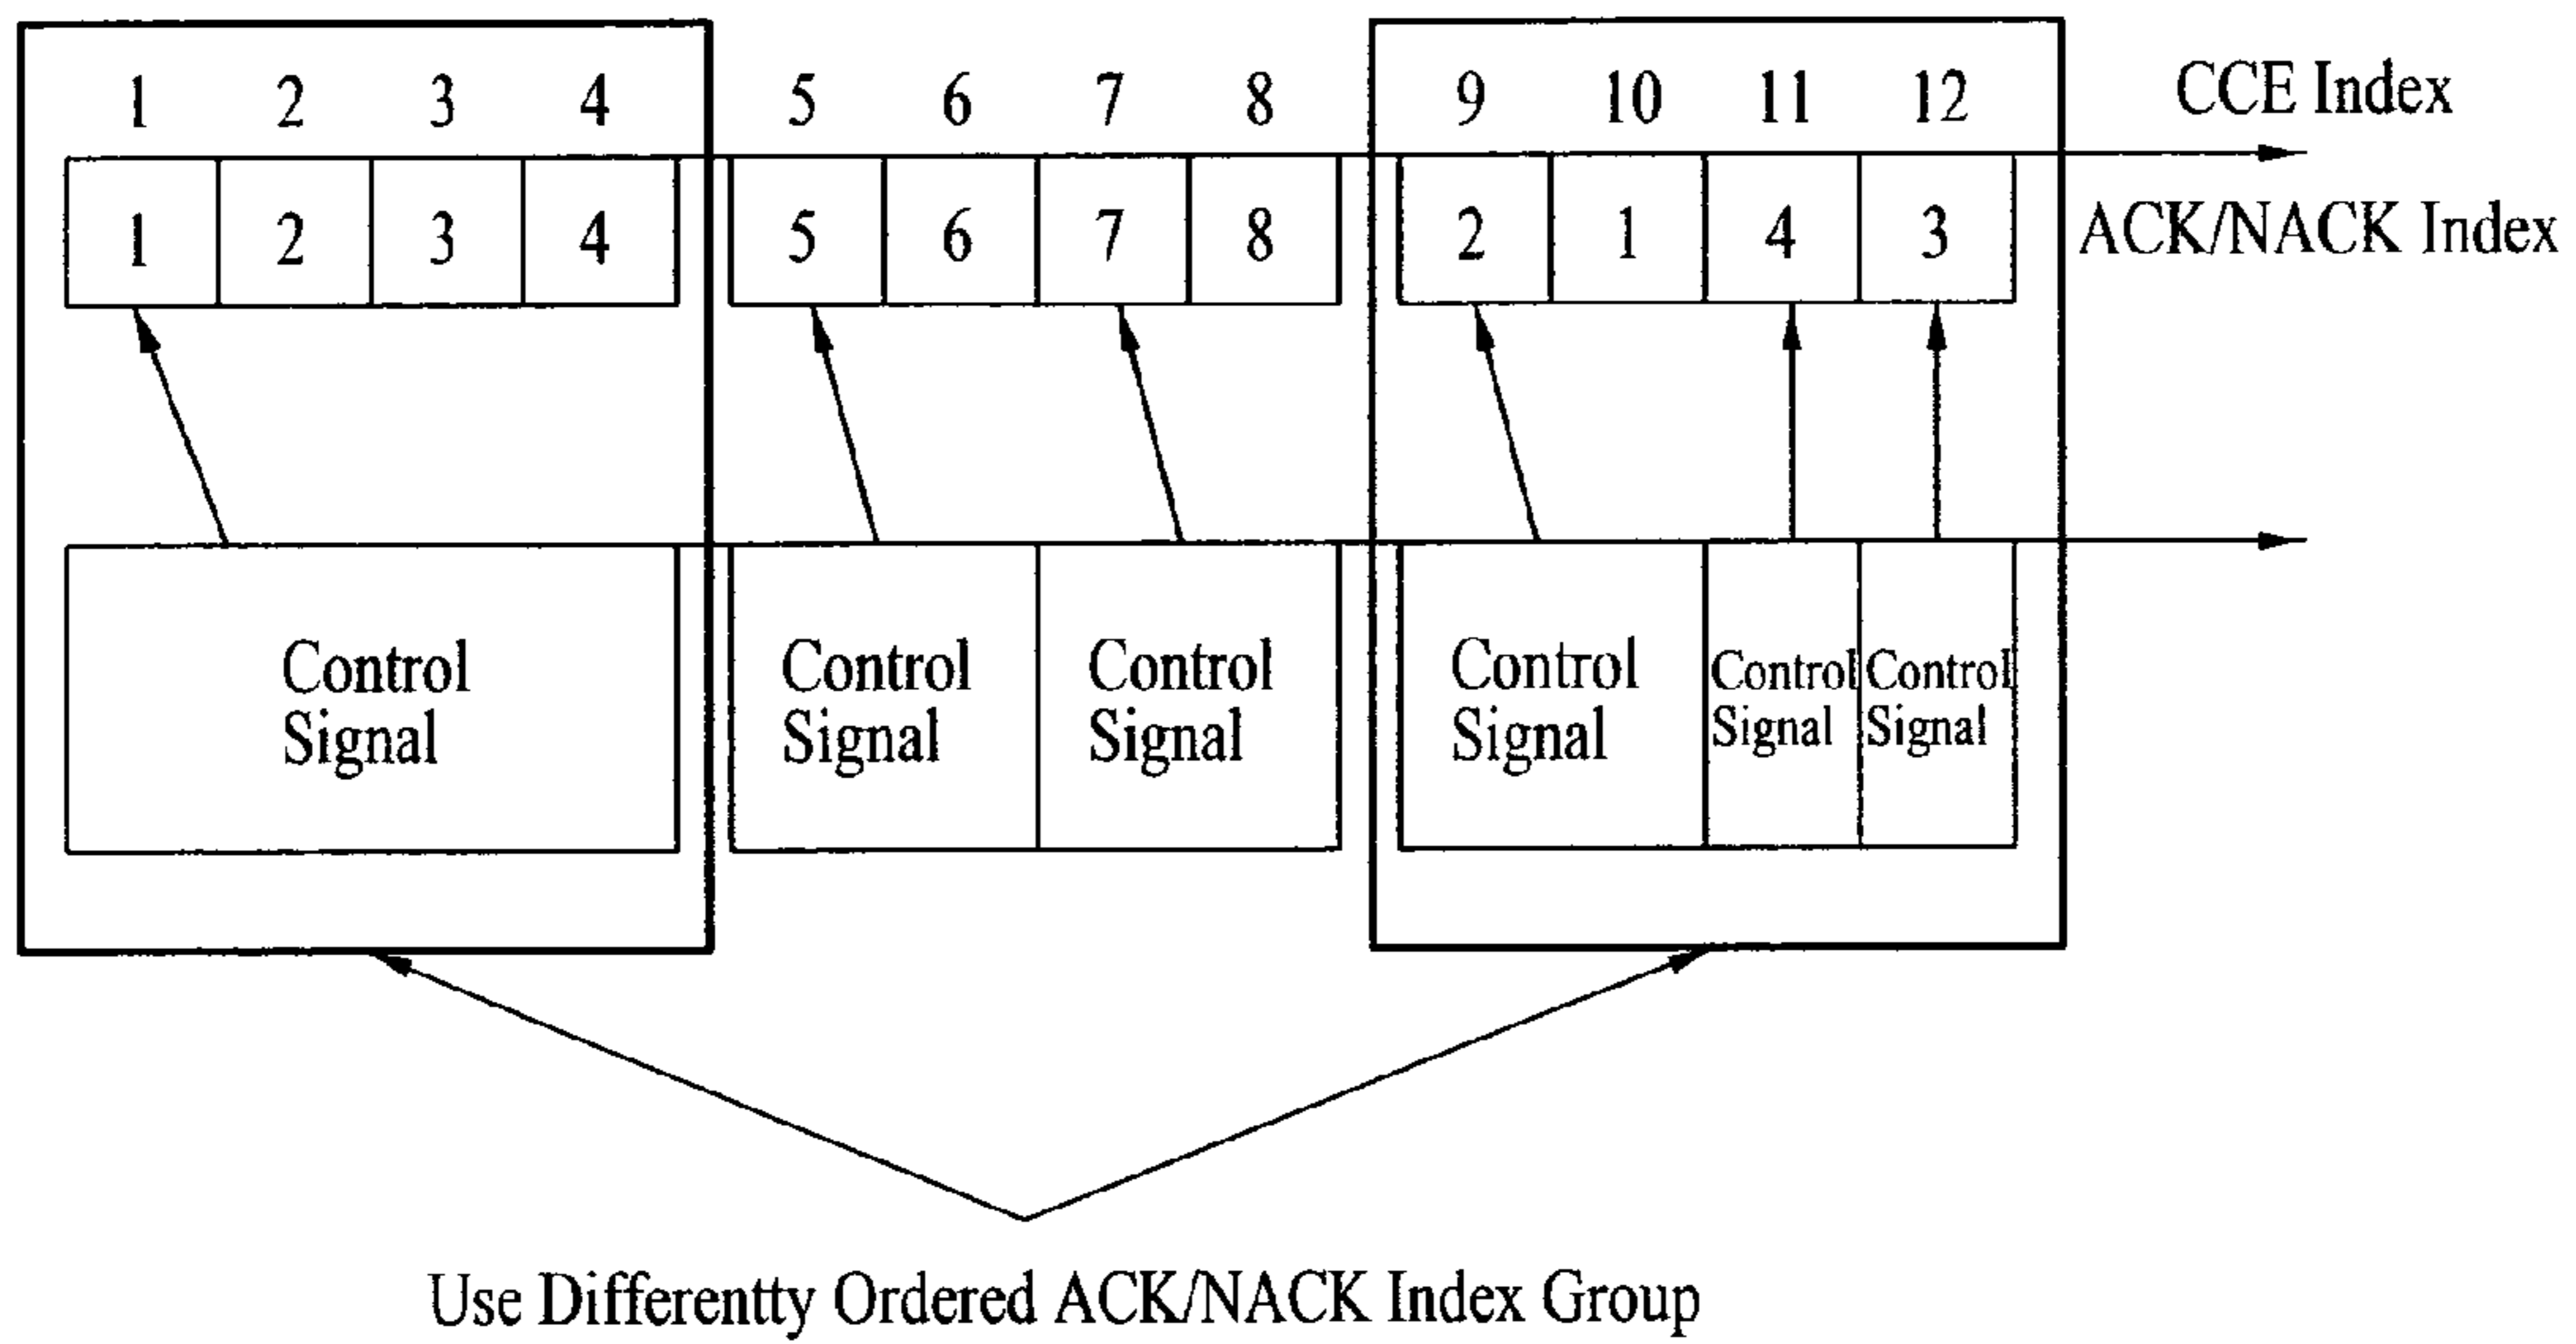 1 2 3 4 5 6 7 8 9 10 11 12 CCE Index
1 2 3 4 5 6 7 8 2 1 4 3 ACK/NACK Index
Control Control Control Control Control Control
Signal Signal Signal Signal Signal Signal
Use Differentty Ordered ACK/NACK Index Group